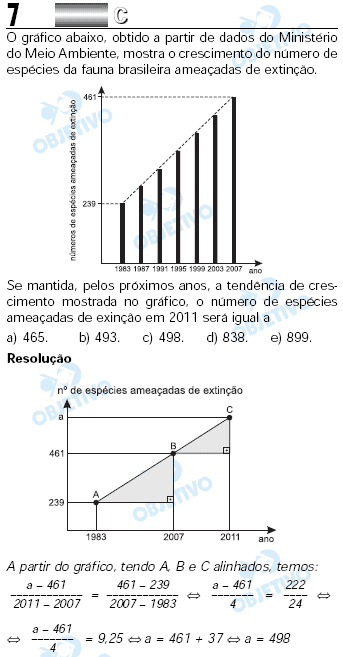 7 C
O gráfico abaixo, obtido a partir de dados do Ministério
do Meio Ambiente, mostra o crescimento do número de
espécies da fauna brasileira ameaçadas de extinção.
números de espécies ameaçadas de extinção
461
239
1983 1987 1991 1995 1999 2003 2007 ano
Se mantida, pelos próximos anos, a tendência de cres-
cimento mostrada no gráfico, o número de espécies
ameaçadas de exinção em 2011 será igual a
a) 465. b) 493. c) 498. d) 838. e) 899.
Resolução
nº de espécies ameaçadas de extinção
a
461
239
A
B
C
1983 2007 2011 ano
A partir do gráfico, tendo A, B e C alinhados, temos:
a – 461 / 2011 – 2007 = 461 – 239 / 2007 – 1983 ⇔ a – 461 / 4 = 222 / 24 ⇔
⇔ a – 461 / 4 = 9,25 ⇔ a = 461 + 37 ⇔ a = 498
OBJETIVO